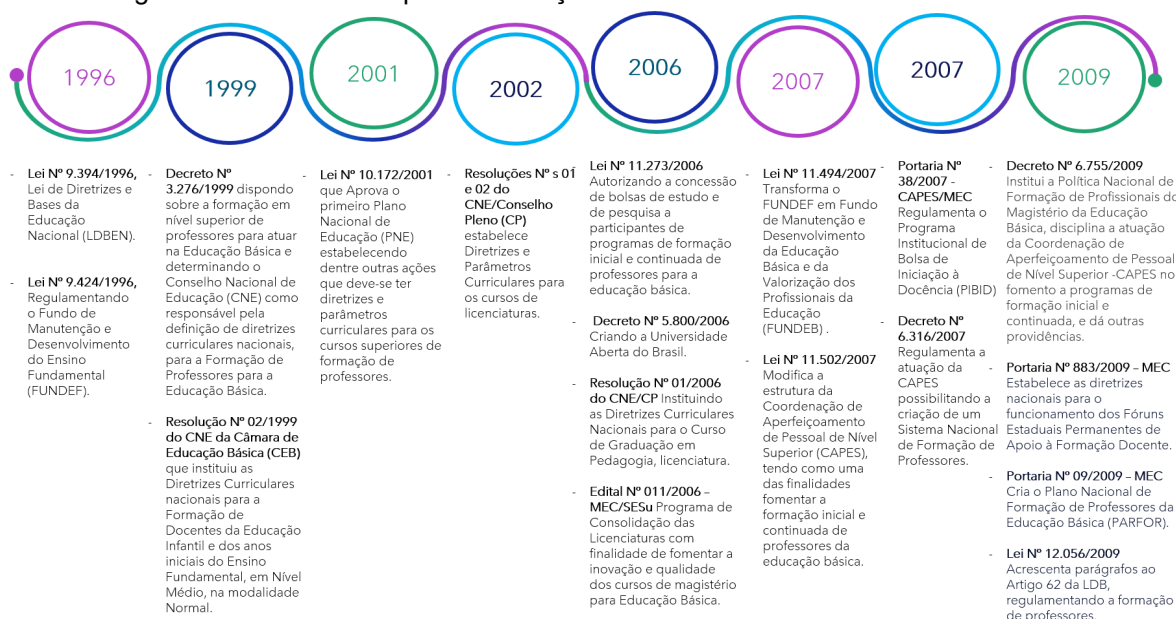 1996
1999
2001
2002
2006
2007
2007
2009
- Lei Nº 9.394/1996,
Lei de Diretrizes e
Bases da
Educação
Nacional (LDBEN).
- Lei Nº 9.424/1996,
Regulamentando
o Fundo de
Manutenção e
Desenvolvimento
do Ensino
Fundamental
(FUNDEF).
- Decreto Nº
3.276/1999 dispondo
sobre a formação em
nível superior de
professores para atuar
na Educação Básica e
determinando o
Conselho Nacional de
Educação (CNE) como
responsável pela
definição de diretrizes
curriculares nacionais,
para a Formação de
Professores para a
Educação Básica.
- Resolução Nº 02/1999
do CNE da Câmara de
Educação Básica (CEB)
que instituiu as
Diretrizes Curriculares
nacionais para a
Formação de
Docentes da Educação
Infantil e dos anos
iniciais do Ensino
Fundamental, em Nível
Médio, na modalidade
Normal.
- Lei Nº 10.172/2001
que Aprova o
primeiro Plano
Nacional de
Educação (PNE)
estabelecendo
dentre outras ações
que deve-se ter
diretrizes e
parâmetros
curriculares para os
cursos superiores de
formação de
professores.
- Resoluções Nº s 01
e 02 do
CNE/Conselho
Pleno (CP)
estabelece
Diretrizes e
Parâmetros
Curriculares para
os cursos de
licenciaturas.
- Lei Nº 11.273/2006
Autorizando a concessão
de bolsas de estudo e
de pesquisa a
participantes de
programas de formação
inicial e continuada de
professores para a
educação básica.
- Decreto Nº 5.800/2006
Criando a Universidade
Aberta do Brasil.
- Resolução Nº 01/2006
do CNE/CP Instituindo
as Diretrizes Curriculares
Nacionais para o Curso
de Graduação em
Pedagogia, licenciatura.
- Edital Nº 011/2006 –
MEC/SESu Programa de
Consolidação das
Licenciaturas com
finalidade de fomentar a
inovação e qualidade
dos cursos de magistério
para Educação Básica.
- Lei Nº 11.494/2007
Transforma o
FUNDEF em Fundo
de Manutenção e
Desenvolvimento
da Educação
Básica e da
Valorização dos
Profissionais da
Educação
(FUNDEB) .
- Lei Nº 11.502/2007
Modifica a
estrutura da
Coordenação de
Aperfeiçoamento
de Pessoal de Nível
Superior (CAPES),
tendo como uma
das finalidades
fomentar a
formação inicial e
continuada de
professores da
educação básica.
- Portaria Nº
38/2007 -
CAPES/MEC
Regulamenta o
Programa
Institucional de
Bolsa de
Iniciação à
Docência (PIBID)
- Decreto Nº
6.316/2007
Regulamenta a
atuação da
CAPES
possibilitando a
criação de um
Sistema Nacional
de Formação de
Professores.
- Decreto Nº 6.755/2009
Institui a Política Nacional de
Formação de Profissionais do
Magistério da Educação
Básica, disciplina a atuação
da Coordenação de
Aperfeiçoamento de Pessoal
de Nível Superior -CAPES no
fomento a programas de
formação inicial e
continuada, e dá outras
providências.
- Portaria Nº 883/2009 – MEC
Estabelece as diretrizes
nacionais para o
funcionamento dos Fóruns
Estaduais Permanentes de
Apoio à Formação Docente.
- Portaria Nº 09/2009 – MEC
Cria o Plano Nacional de
Formação de Professores da
Educação Básica (PARFOR).
- Lei Nº 12.056/2009
Acrescenta parágrafos ao
Artigo 62 da LDB,
regulamentando a formação
de professores.